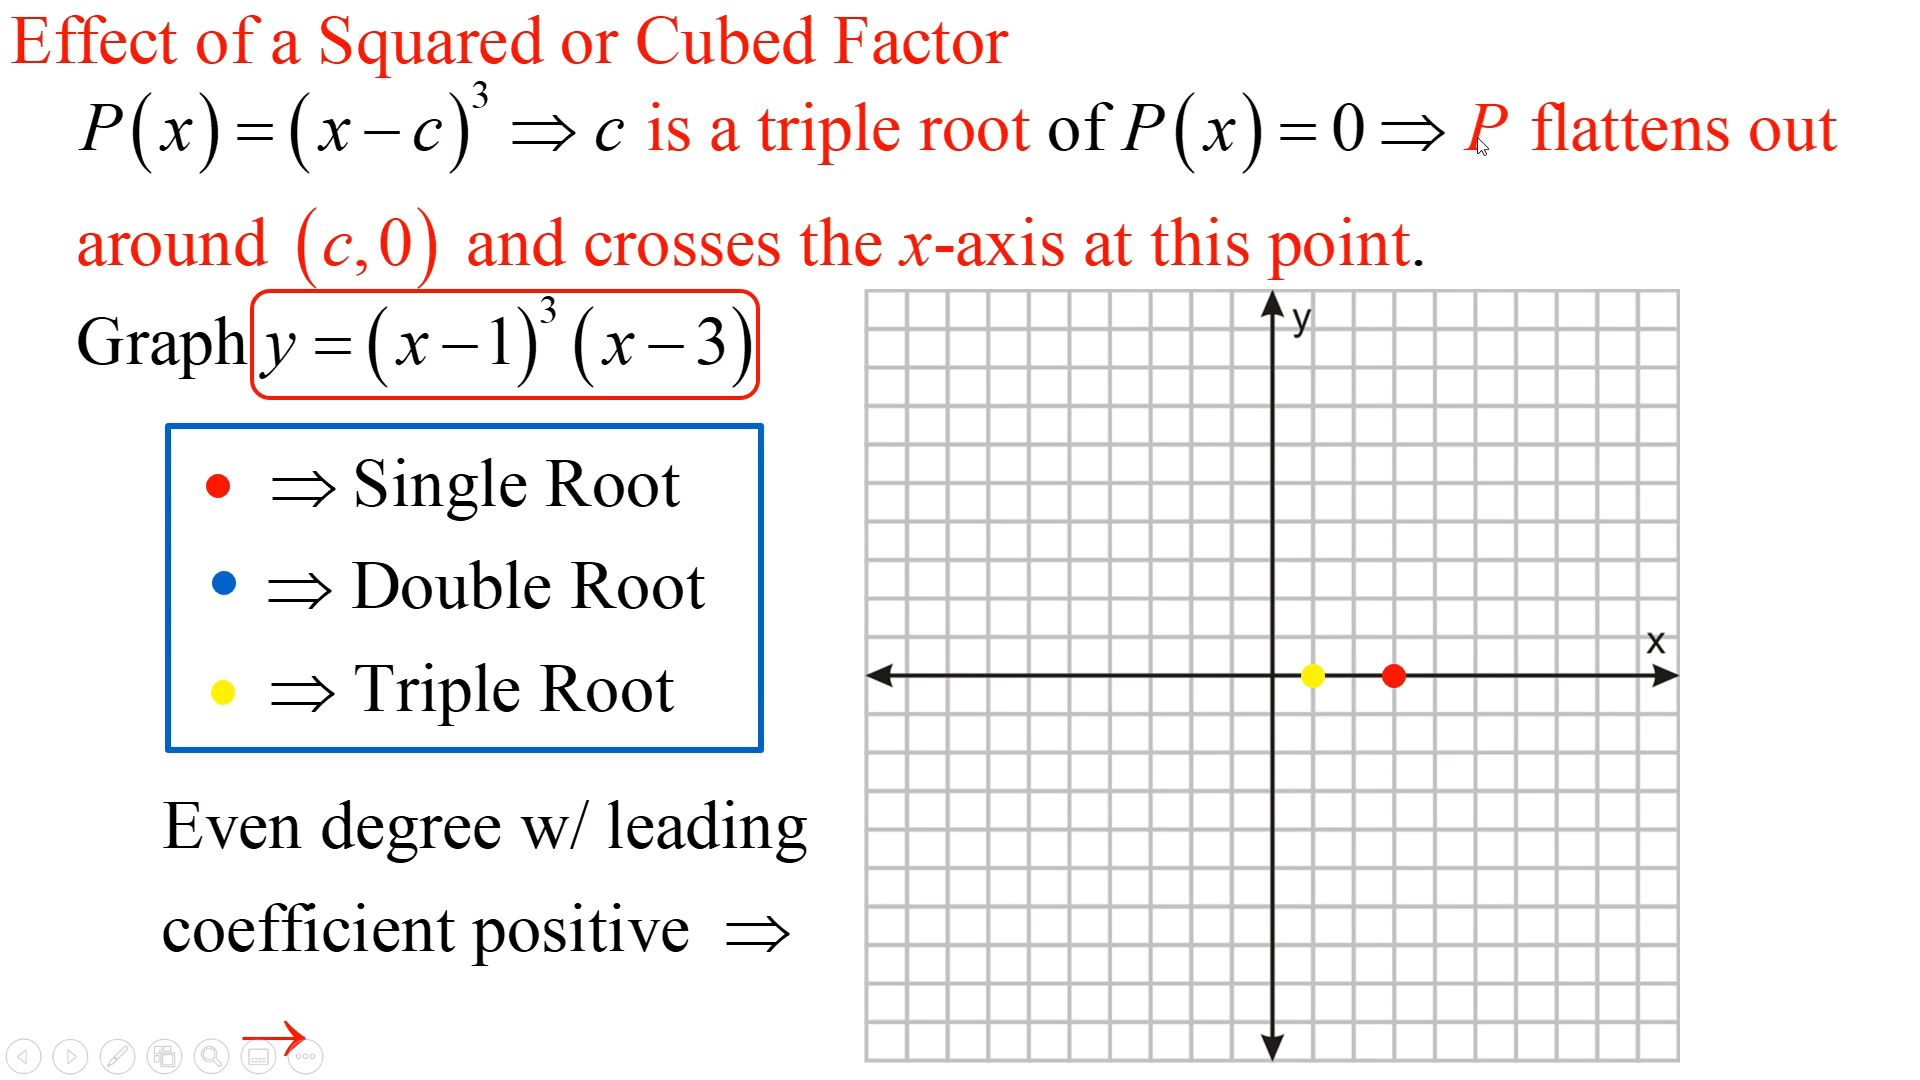 Effect of a Squared or Cubed Factor
P(x) = (x − c)³ ⇒ c is a triple root of P(x) = 0 ⇒ P flattens out
around (c, 0) and crosses the x-axis at this point.
Graph y = (x − 1)³ (x − 3)
y
• ⇒ Single Root
• ⇒ Double Root
x
• ⇒ Triple Root
Even degree w/ leading
coefficient positive ⇒
→